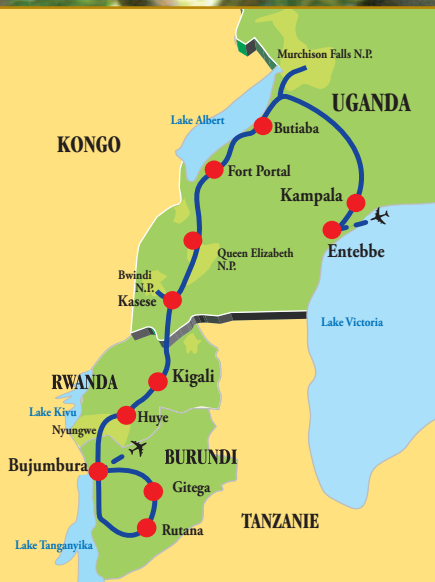 Murchison Falls N.P.
UGANDA
Lake Albert
Butiaba
KONGO
Fort Portal
Kampala
Queen Elizabeth
N.P.
Entebbe
Bwindi
N.P.
Kasese
Lake Victoria
Kigali
RWANDA
Lake Kivu
Huye
Nyungwe
BURUNDI
Bujumbura
Gitega
TANZANIE
Rutana
Lake Tanganyika